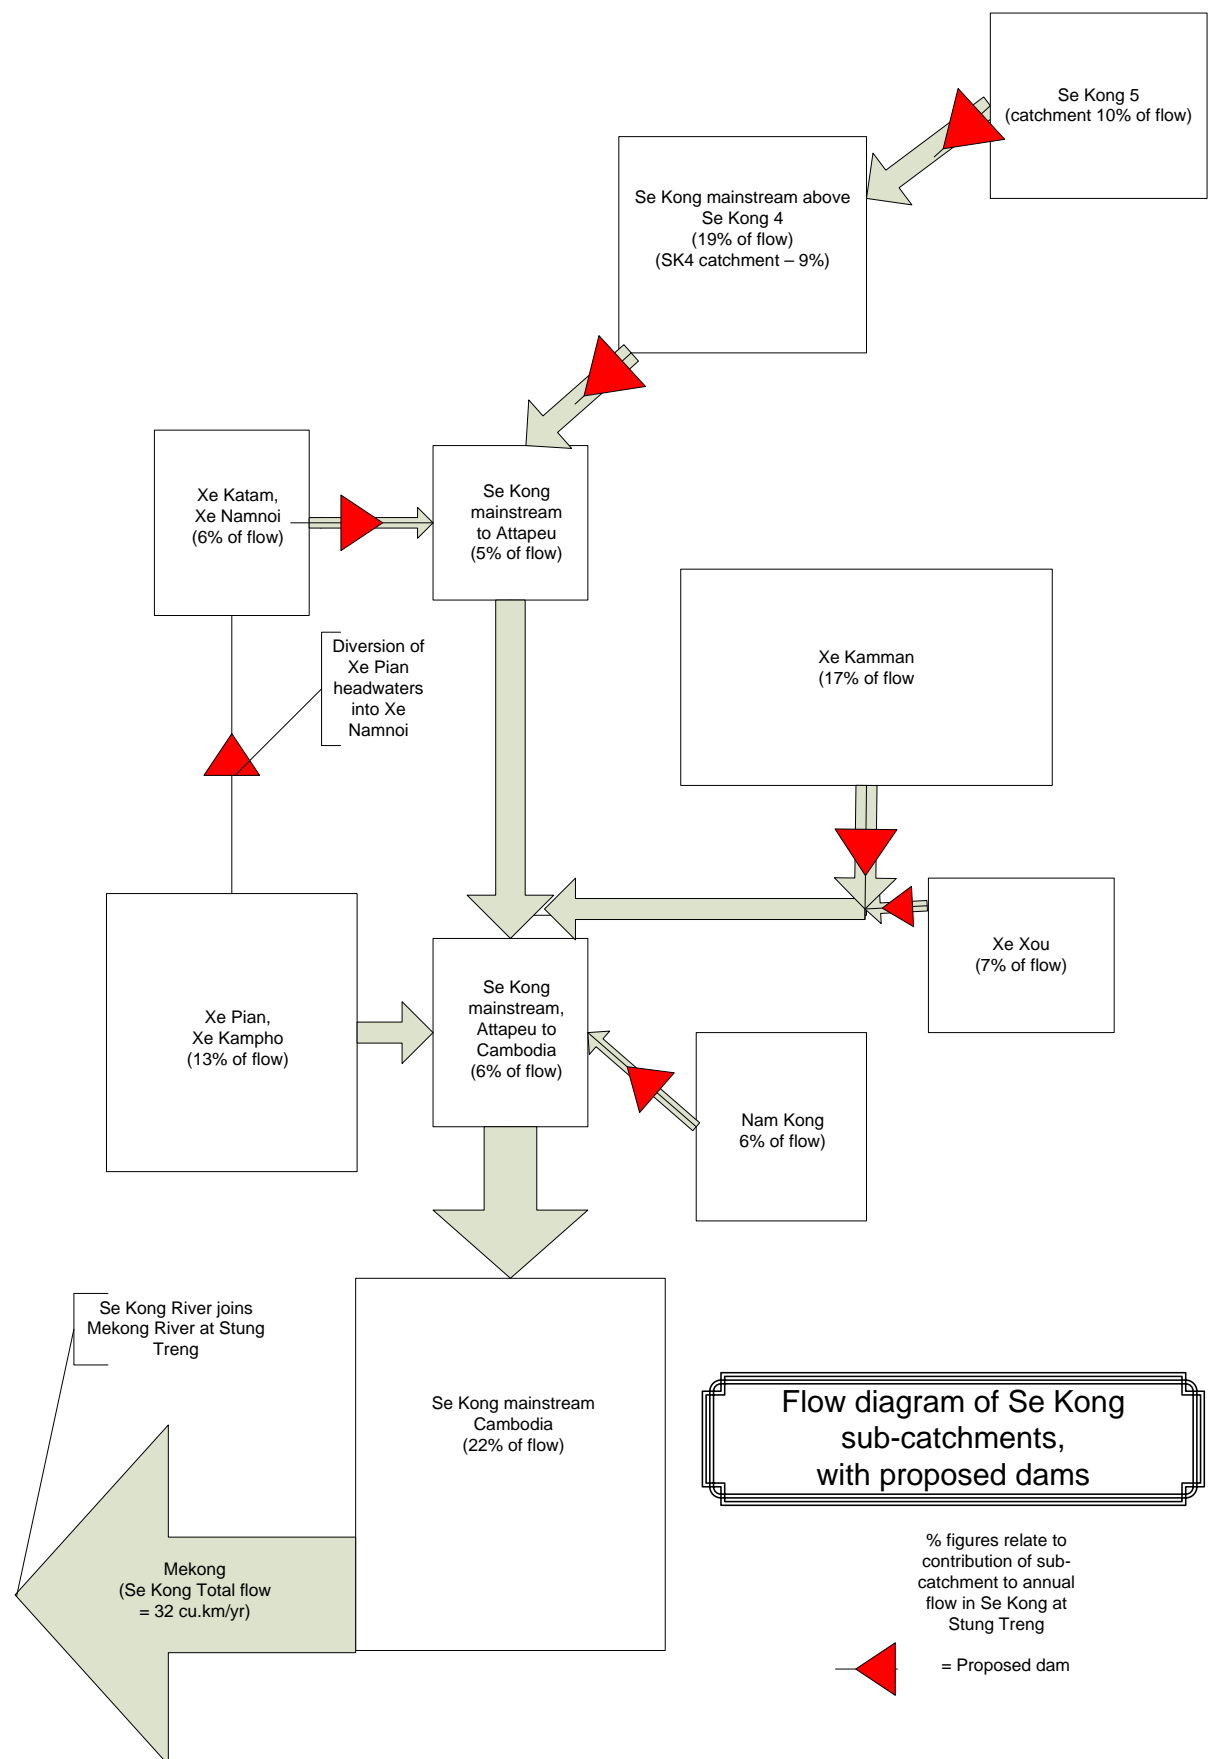 Se Kong 5
(catchment 10% of flow)
Se Kong mainstream above
Se Kong 4
(19% of flow)
(SK4 catchment – 9%)
Xe Katam,
Xe Namnoi
(6% of flow)
Se Kong
mainstream
to Attapeu
(5% of flow)
Diversion of
Xe Pian
headwaters
into Xe
Namnoi
Xe Kamman
(17% of flow
Xe Xou
(7% of flow)
Xe Pian,
Xe Kampho
(13% of flow)
Se Kong
mainstream,
Attapeu to
Cambodia
(6% of flow)
Nam Kong
6% of flow)
Se Kong River joins
Mekong River at Stung
Treng
Se Kong mainstream
Cambodia
(22% of flow)
Flow diagram of Se Kong
sub-catchments,
with proposed dams
Mekong
(Se Kong Total flow
= 32 cu.km/yr)
% figures relate to
contribution of sub-
catchment to annual
flow in Se Kong at
Stung Treng
= Proposed dam